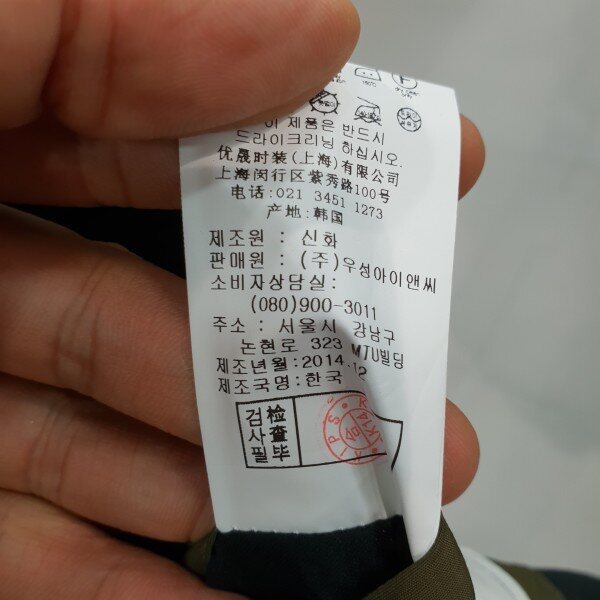 이 제품은 반드시
드라이크리닝 하십시오.
优晟时装(上海)有限公司
上海闵行区紫秀路100号
电话:021 3451 1273
产地:韩国
제조원 : 신화
판매원 : (주)우성아이앤씨
소비자상담실:
(080)900-3011
주소 : 서울시 강남구
논현로 323 MTU빌딩
제조년월:2014.12
제조국명:한국
검사필 检查毕